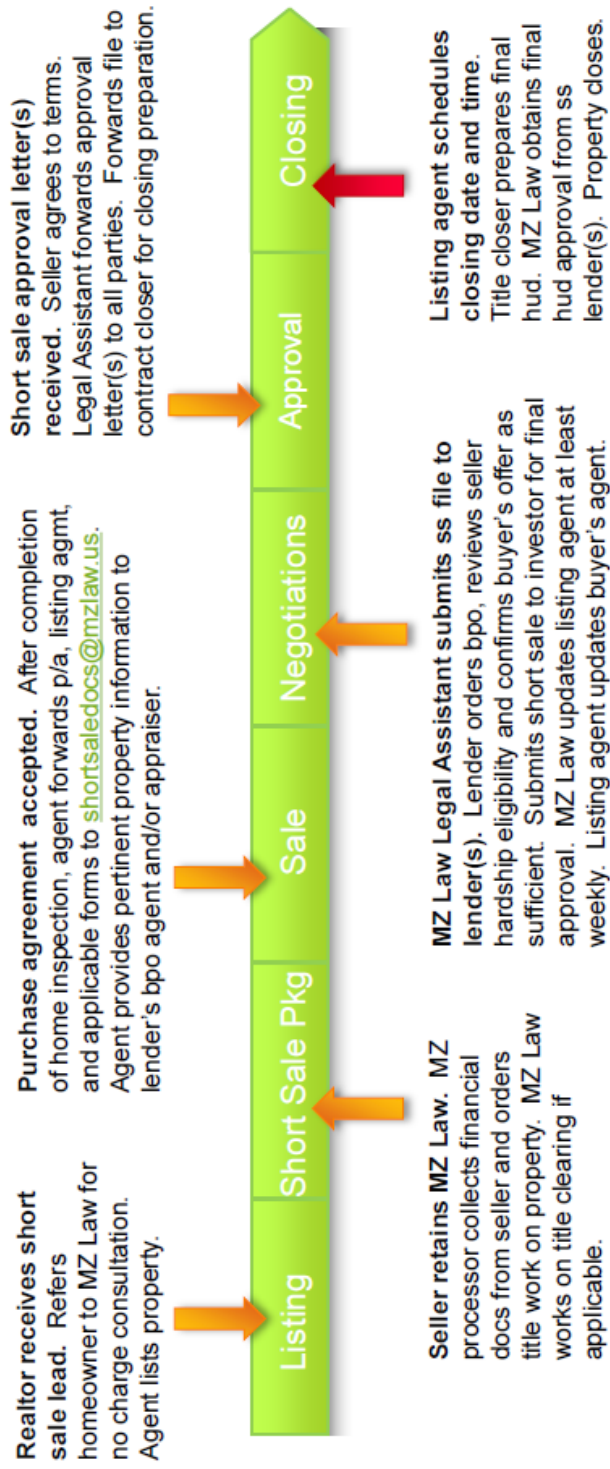 Realtor receives short
sale lead. Refers
homeowner to MZ Law for
no charge consultation.
Agent lists property.
Purchase agreement accepted. After completion
of home inspection, agent forwards p/a, listing agmt,
and applicable forms to shortsaledocs@mzlaw.us.
Agent provides pertinent property information to
lender's bpo agent and/or appraiser.
Short sale approval letter(s)
received. Seller agrees to terms.
Legal Assistant forwards approval
letter(s) to all parties. Forwards file to
contract closer for closing preparation.
Listing
Short Sale Pkg
Sale
Negotiations
Approval
Closing
Seller retains MZ Law. MZ
processor collects financial
docs from seller and orders
title work on property. MZ Law
works on title clearing if
applicable.
MZ Law Legal Assistant submits ss file to
lender(s). Lender orders bpo, reviews seller
hardship eligibility and confirms buyer's offer as
sufficient. Submits short sale to investor for final
approval. MZ Law updates listing agent at least
weekly. Listing agent updates buyer's agent.
Listing agent schedules
closing date and time.
Title closer prepares final
hud. MZ Law obtains final
hud approval from ss
lender(s). Property closes.